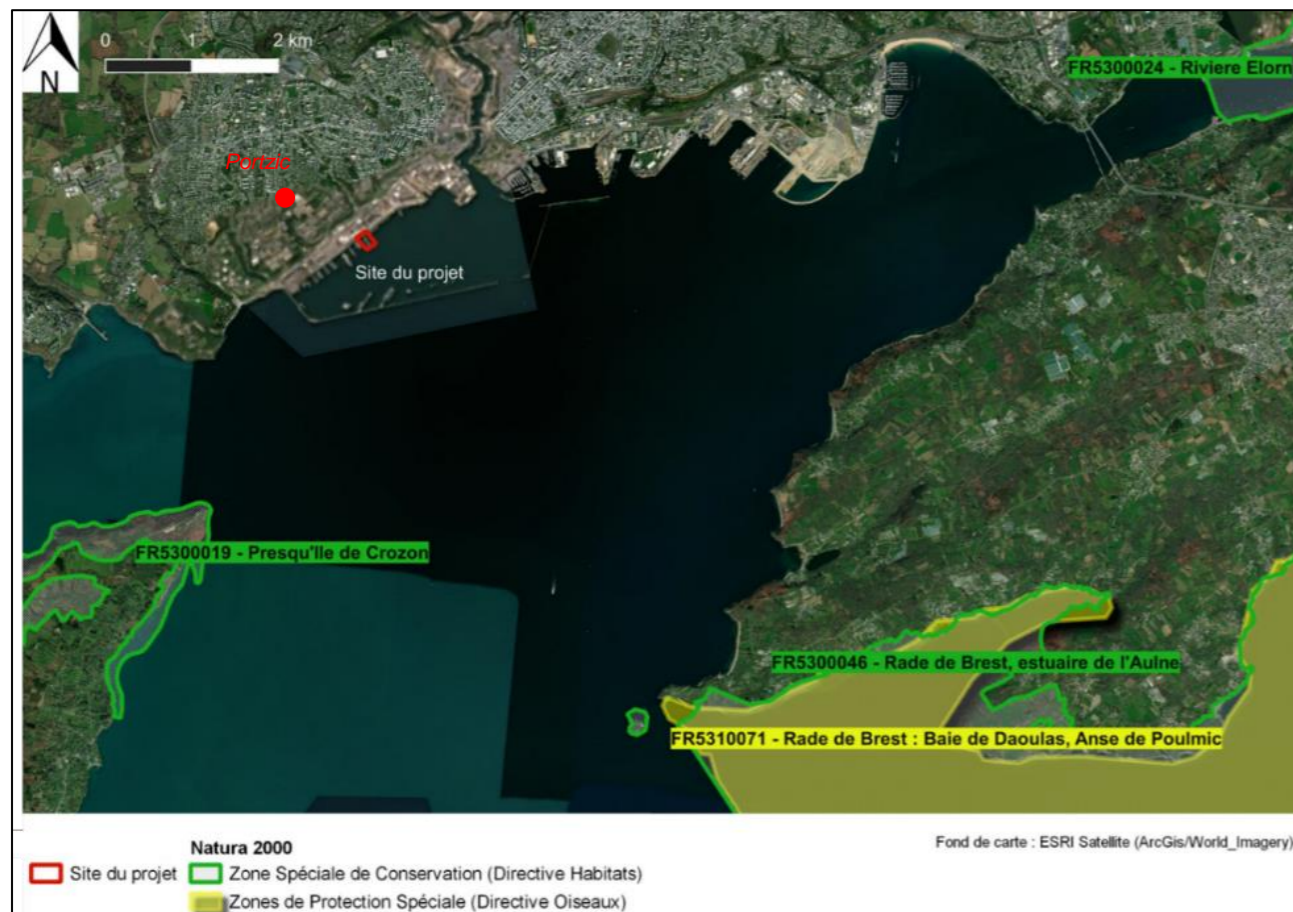 0 1 2 km
N
FR5300024 - Riviere Elorn
Portzic
Site du projet
FR5300019 - Presqu'Ile de Crozon
FR5300046 - Rade de Brest, estuaire de l'Aulne
FR5310071 - Rade de Brest : Baie de Daoulas, Anse de Poulmic
Fond de carte : ESRI Satellite (ArcGis/World_Imagery)
Natura 2000
Site du projet
Zone Spéciale de Conservation (Directive Habitats)
Zones de Protection Spéciale (Directive Oiseaux)